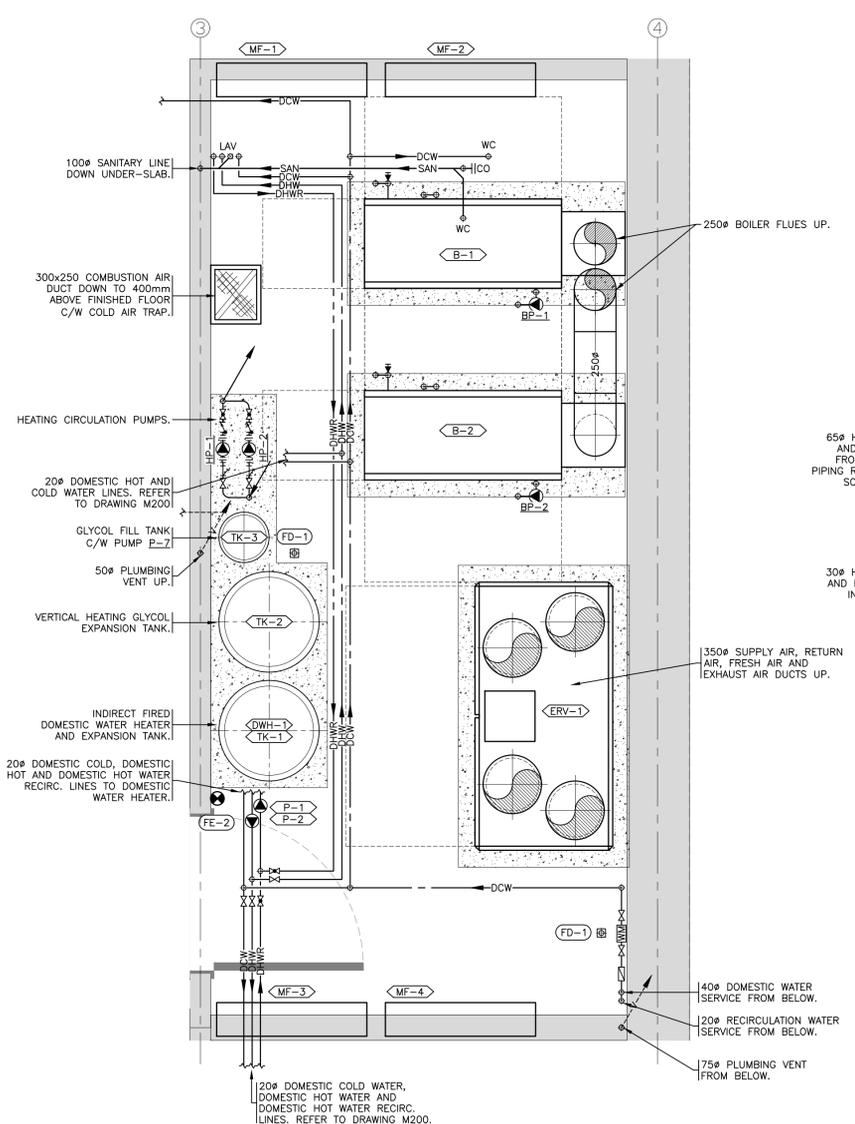 3
4
MF-1
MF-2
DCW
LAV
WC
DCW
100ø SANITARY LINE
DOWN UNDER-SLAB.
SAN
SAN
CO
DCW
DHW
DHWR
WC
250ø BOILER FLUES UP.
B-1
300x250 COMBUSTION AIR
DUCT DOWN TO 400mm
ABOVE FINISHED FLOOR
C/W COLD AIR TRAP.
BP-1
250ø
HEATING CIRCULATION PUMPS.
HP-1
HP-2
DHWR
DHW
DCW
B-2
65ø H
AND
FRO
PIPING R
SO
20ø DOMESTIC HOT AND
COLD WATER LINES. REFER
TO DRAWING M200
BP-2
GLYCOL FILL TANK
C/W PUMP P-7
TK-3
FD-1
50ø PLUMBING
VENT UP.
30ø H
AND I
IN
VERTICAL HEATING GLYCOL
EXPANSION TANK.
TK-2
350ø SUPPLY AIR, RETURN
AIR, FRESH AIR AND
EXHAUST AIR DUCTS UP.
INDIRECT FIRED
DOMESTIC WATER HEATER
AND EXPANSION TANK.
DWH-1
TK-1
DHWR
DHW
DCW
ERV-1
20ø DOMESTIC COLD, DOMESTIC
HOT AND DOMESTIC HOT WATER
RECIRC. LINES TO DOMESTIC
WATER HEATER.
P-1
P-2
FE-2
DCW
FD-1
WM
DCW
DHW
DHWR
MF-3
MF-4
40ø DOMESTIC WATER
SERVICE FROM BELOW.
20ø RECIRCULATION WATER
SERVICE FROM BELOW.
75ø PLUMBING VENT
FROM BELOW.
20ø DOMESTIC COLD WATER,
DOMESTIC HOT WATER AND
DOMESTIC HOT WATER RECIRC.
LINES. REFER TO DRAWING M200.